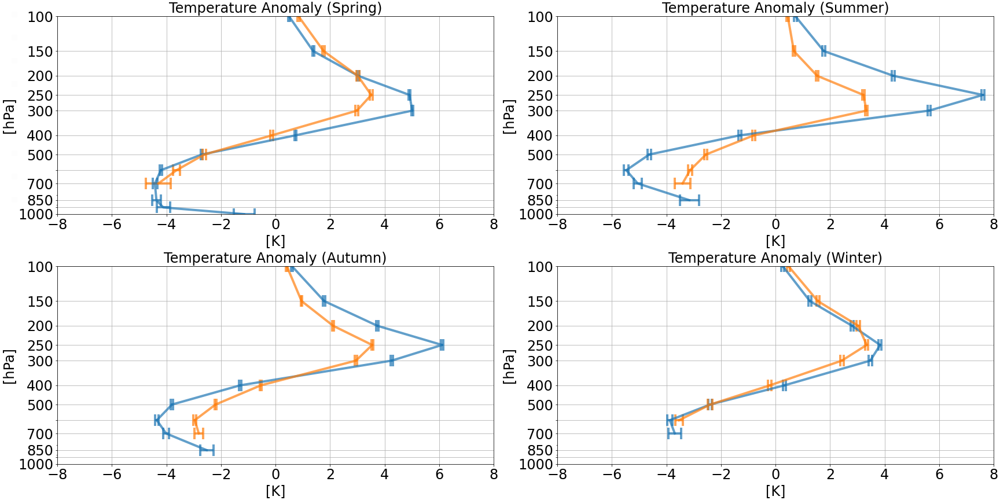 Temperature Anomaly (Spring)
100
150
200
250
300
400
500
700
850
1000
[hPa]
−8 −6 −4 −2 0 2 4 6 8
[K]
Temperature Anomaly (Summer)
100
150
200
250
300
400
500
700
850
1000
[hPa]
−8 −6 −4 −2 0 2 4 6 8
[K]
Temperature Anomaly (Autumn)
100
150
200
250
300
400
500
700
850
1000
[hPa]
−8 −6 −4 −2 0 2 4 6 8
[K]
Temperature Anomaly (Winter)
100
150
200
250
300
400
500
700
850
1000
[hPa]
−8 −6 −4 −2 0 2 4 6 8
[K]